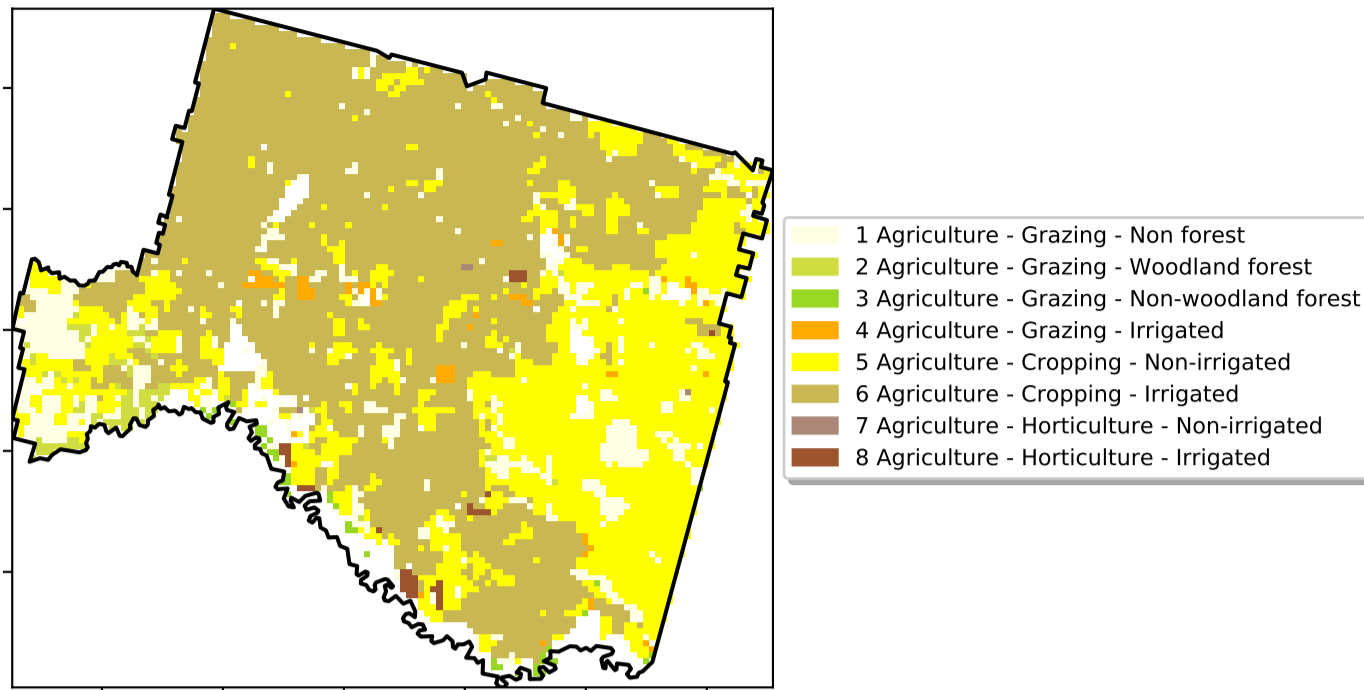 1 Agriculture - Grazing - Non forest
2 Agriculture - Grazing - Woodland forest
3 Agriculture - Grazing - Non-woodland forest
4 Agriculture - Grazing - Irrigated
5 Agriculture - Cropping - Non-irrigated
6 Agriculture - Cropping - Irrigated
7 Agriculture - Horticulture - Non-irrigated
8 Agriculture - Horticulture - Irrigated